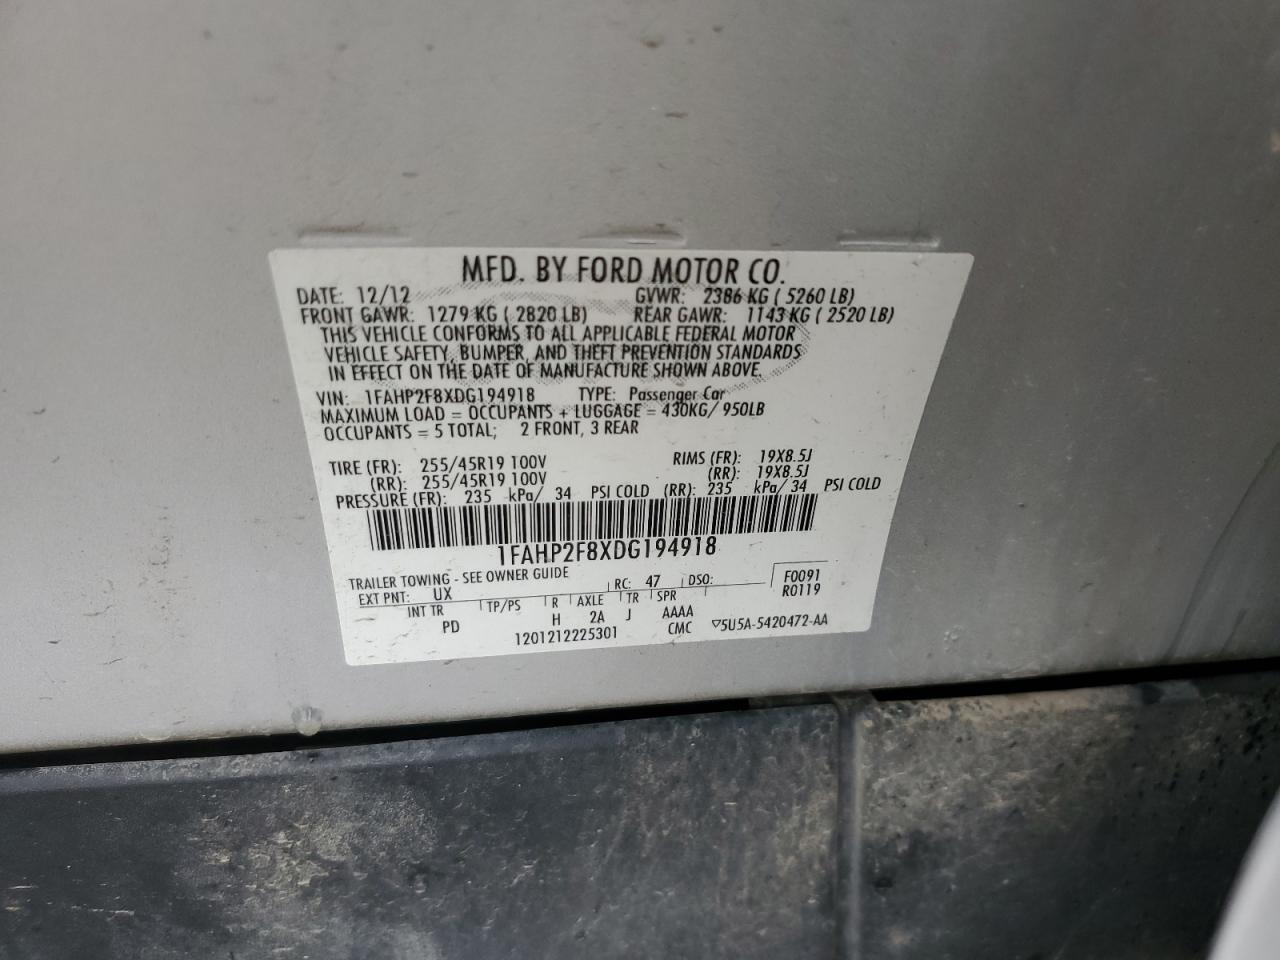 MFD. BY FORD MOTOR CO.
DATE: 12/12 GVWR: 2386 KG ( 5260 LB)
FRONT GAWR: 1279 KG ( 2820 LB) REAR GAWR: 1143 KG ( 2520 LB)
THIS VEHICLE CONFORMS TO ALL APPLICABLE FEDERAL MOTOR
VEHICLE SAFETY, BUMPER, AND THEFT PREVENTION STANDARDS
IN EFFECT ON THE DATE OF MANUFACTURE SHOWN ABOVE.
VIN: 1FAHP2F8XDG194918 TYPE: Passenger Car
MAXIMUM LOAD = OCCUPANTS + LUGGAGE = 430KG/ 950LB
OCCUPANTS = 5 TOTAL; 2 FRONT, 3 REAR
TIRE (FR): 255/45R19 100V RIMS (FR): 19X8.5J
(RR): 255/45R19 100V (RR): 19X8.5J
PRESSURE (FR): 235 kPa/ 34 PSI COLD (RR): 235 kPa/ 34 PSI COLD
1FAHP2F8XDG194918
TRAILER TOWING - SEE OWNER GUIDE
EXT PNT: UX RC: 47 DSO: F0091
R0119
INT TR TP/PS R AXLE TR SPR
PD H 2A J AAAA
1201212225301 CMC ▽5U5A-5420472-AA